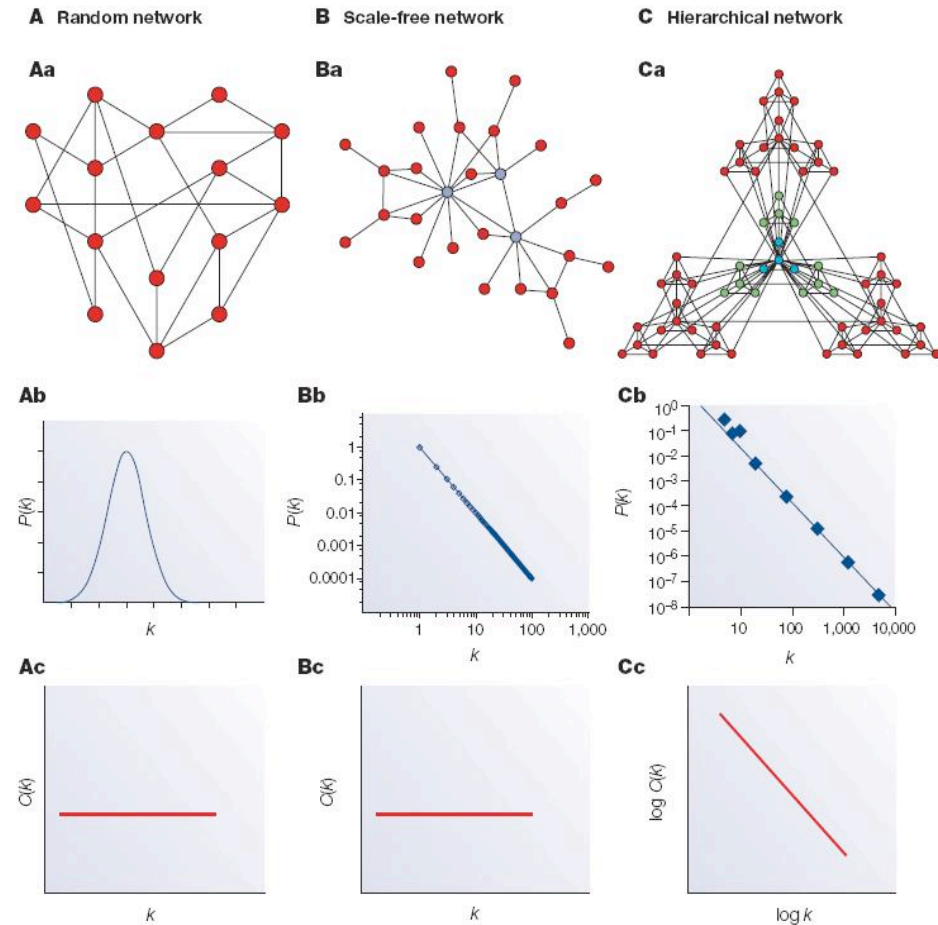 A Random network
B Scale-free network
C Hierarchical network
Aa
Ba
Ca
Ab
P(k)
k
Bb
P(k)
1
0.1
0.01
0.001
0.0001
1 10 100 1,000
k
Cb
P(k)
10⁰
10⁻¹
10⁻²
10⁻³
10⁻⁴
10⁻⁵
10⁻⁶
10⁻⁷
10⁻⁸
10 100 1,000 10,000
k
Ac
C(k)
k
Bc
C(k)
k
Cc
log C(k)
log k